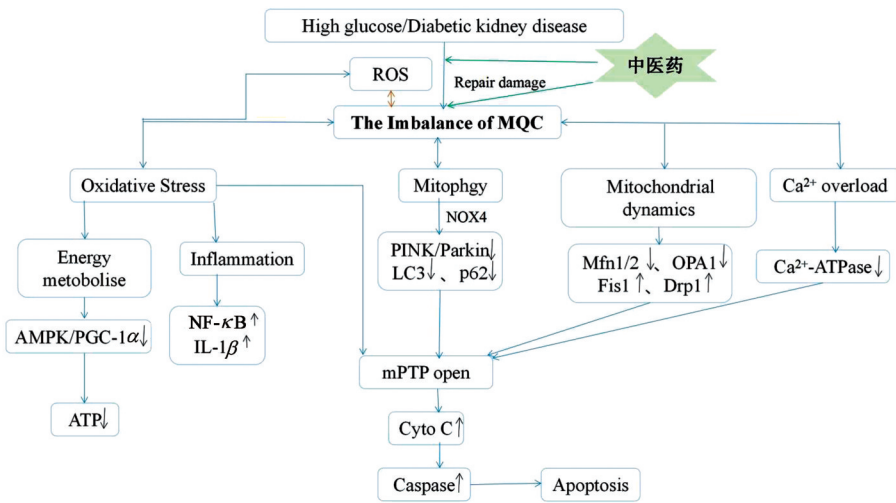 High glucose/Diabetic kidney disease
中医药
ROS
Repair damage
The Imbalance of MQC
Oxidative Stress
Mitophgy
Mitochondrial
dynamics
Ca²⁺ overload
NOX4
Energy
metobolise
Inflammation
PINK/Parkin↓
LC3↓、p62↓
Mfn1/2↓、OPA1↓
Fis1↑、Drp1↑
Ca²⁺-ATPase↓
AMPK/PGC-1α↓
NF-κB↑
IL-1β↑
mPTP open
ATP↓
Cyto C↑
Caspase↑
Apoptosis